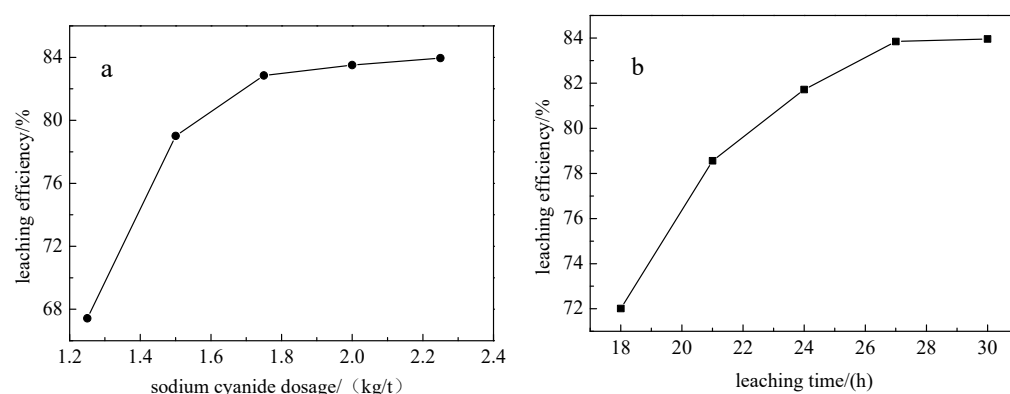 a
leaching efficiency/%
84
80
76
72
68
1.2 1.4 1.6 1.8 2.0 2.2 2.4
sodium cyanide dosage/（kg/t）
b
leaching efficiency/%
84
82
80
78
76
74
72
18 20 22 24 26 28 30
leaching time/(h)